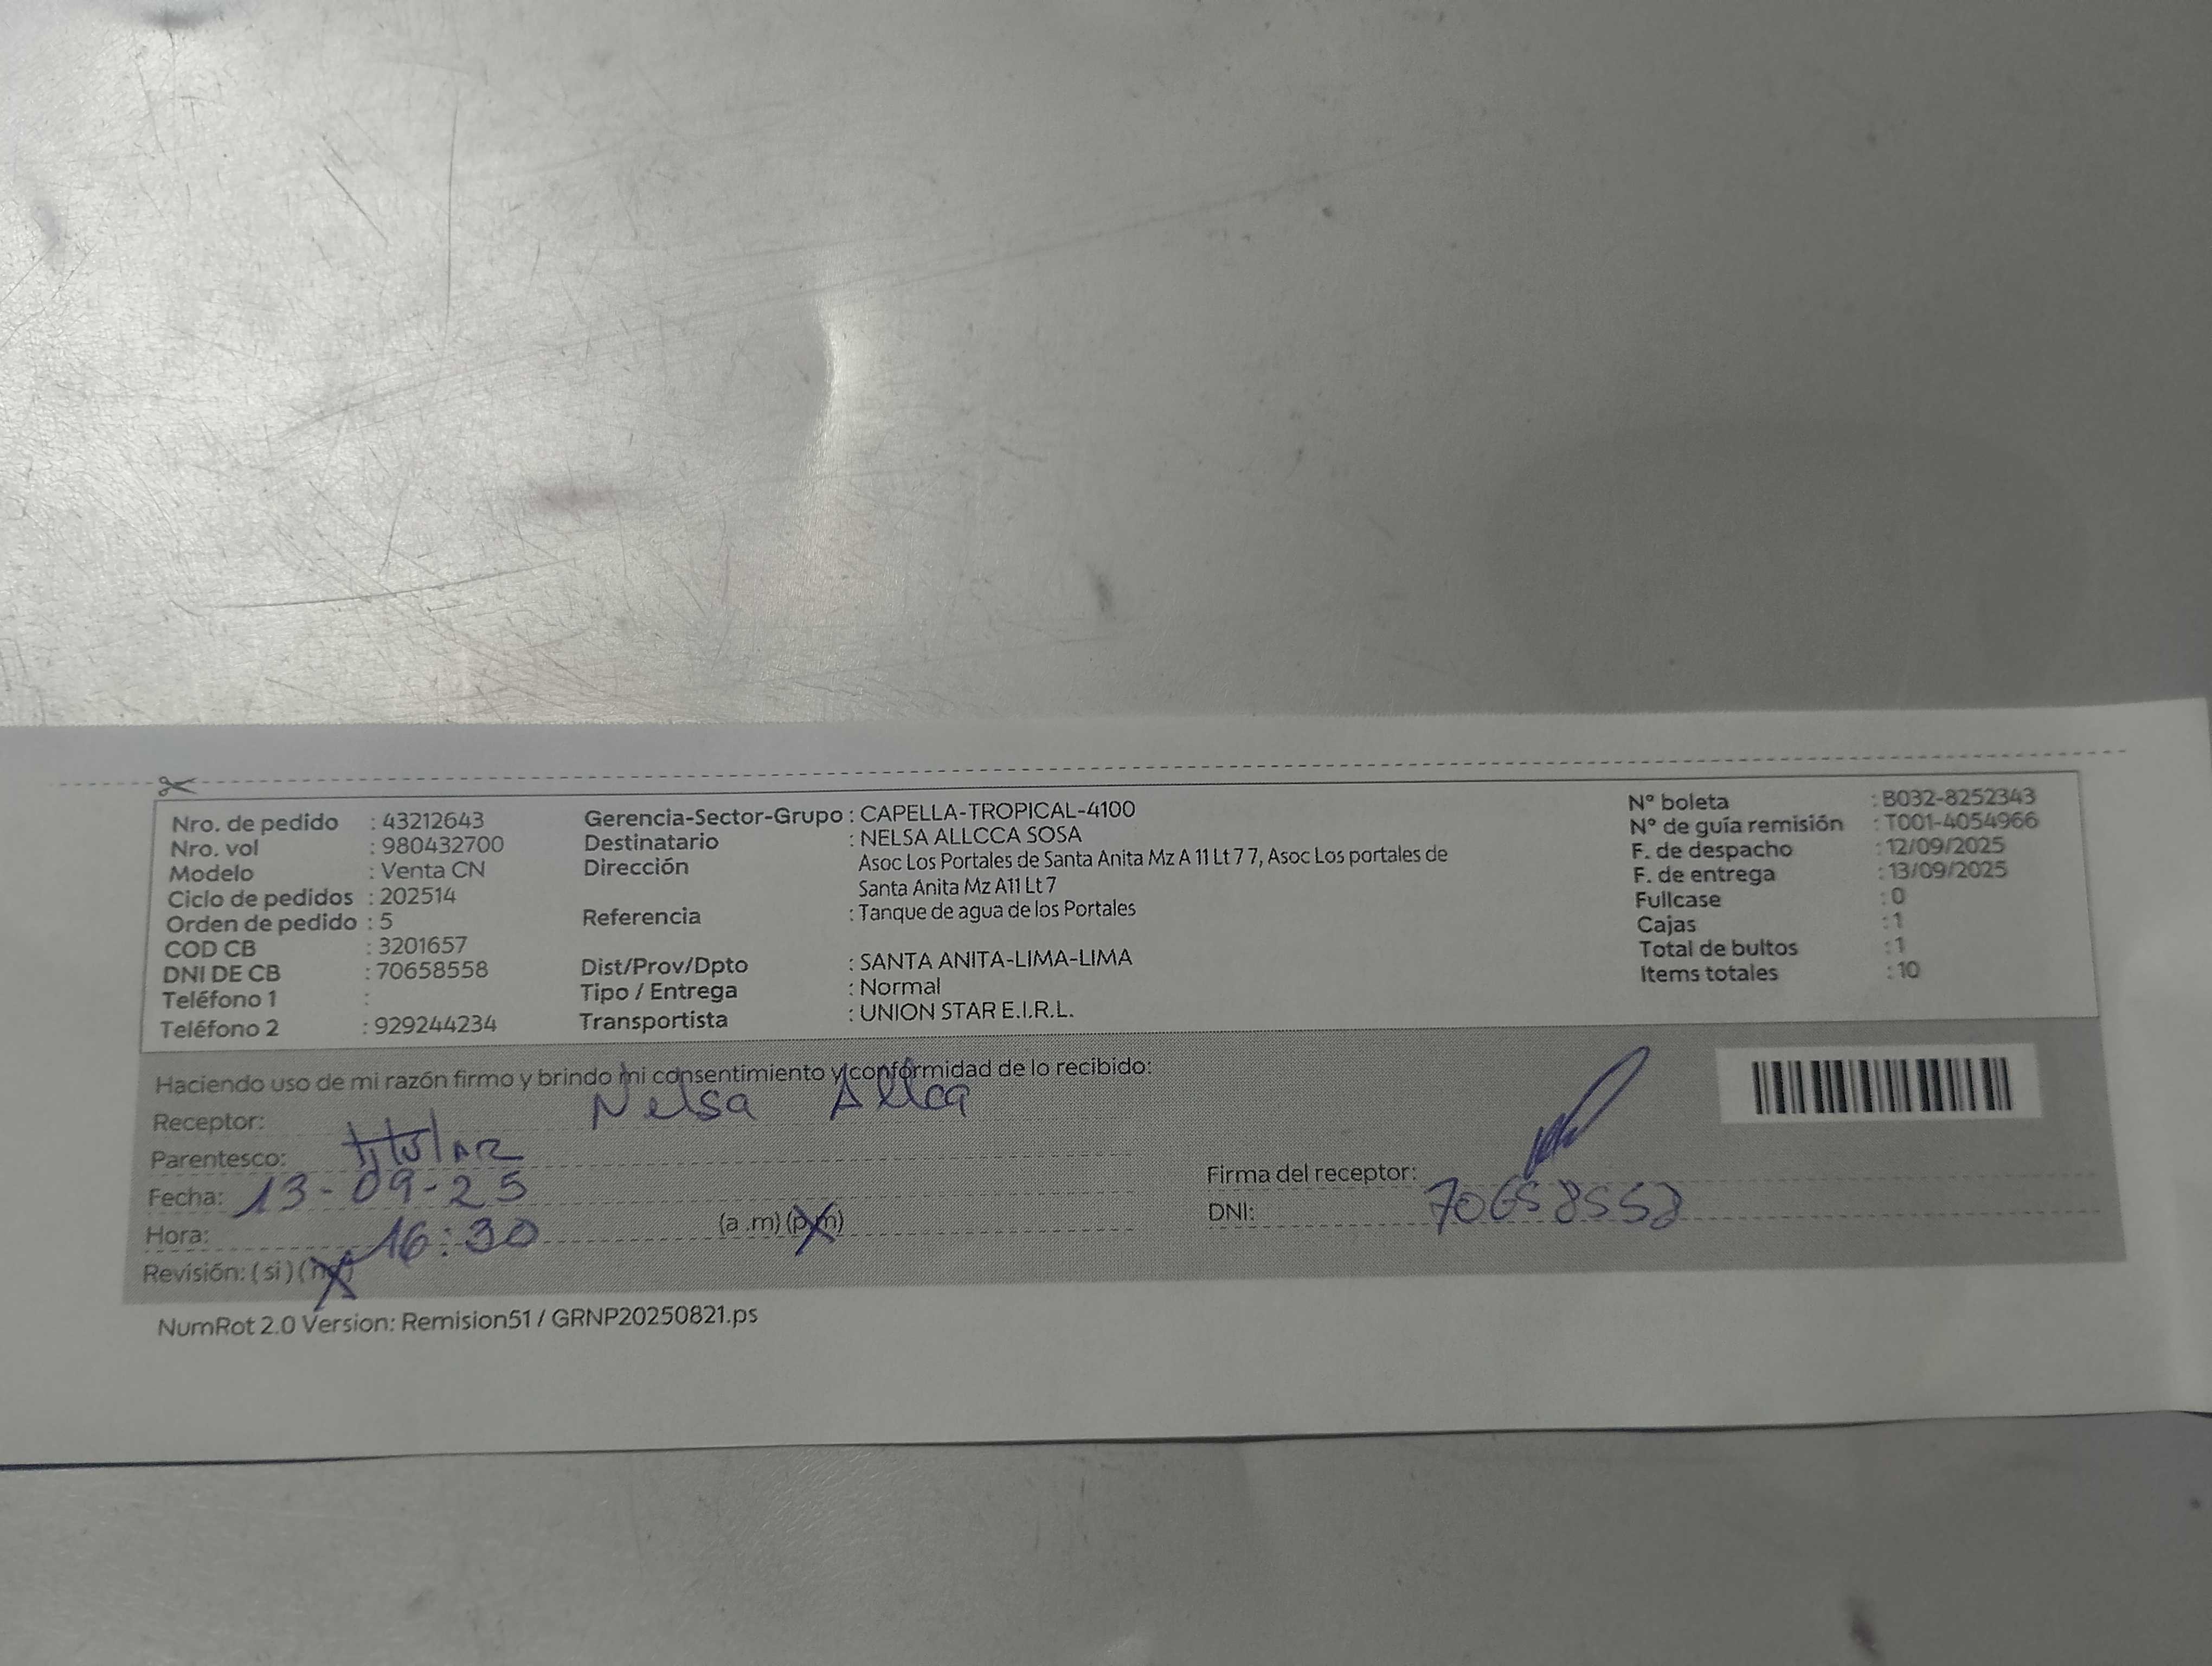 Nro. de pedido : 43212643
Nro. vol : 980432700
Modelo : Venta CN
Ciclo de pedidos : 202514
Orden de pedido : 5
COD CB : 3201657
DNI DE CB : 70658558
Teléfono 1 :
Teléfono 2 : 929244234
Gerencia-Sector-Grupo : CAPELLA-TROPICAL-4100
Destinatario : NELSA ALLCCA SOSA
Dirección Asoc Los Portales de Santa Anita Mz A 11 Lt 7 7, Asoc Los portales de
Santa Anita Mz A11 Lt 7
Referencia : Tanque de agua de los Portales
Dist/Prov/Dpto : SANTA ANITA-LIMA-LIMA
Tipo / Entrega : Normal
Transportista : UNION STAR E.I.R.L.
N° boleta : B032-8252343
N° de guía remisión : T001-4054966
F. de despacho : 12/09/2025
F. de entrega : 13/09/2025
Fullcase : 0
Cajas : 1
Total de bultos : 1
Items totales : 10
Haciendo uso de mi razón firmo y brindo mi consentimiento y conformidad de lo recibido:
Receptor: Nelsa Allca
Parentesco: titular
Fecha: 13-09-25
Hora: 16:30 (a .m) (p.m)
Revisión: ( si ) (no)
Firma del receptor:
DNI: 70658558
NumRot 2.0 Version: Remision51 / GRNP20250821.ps